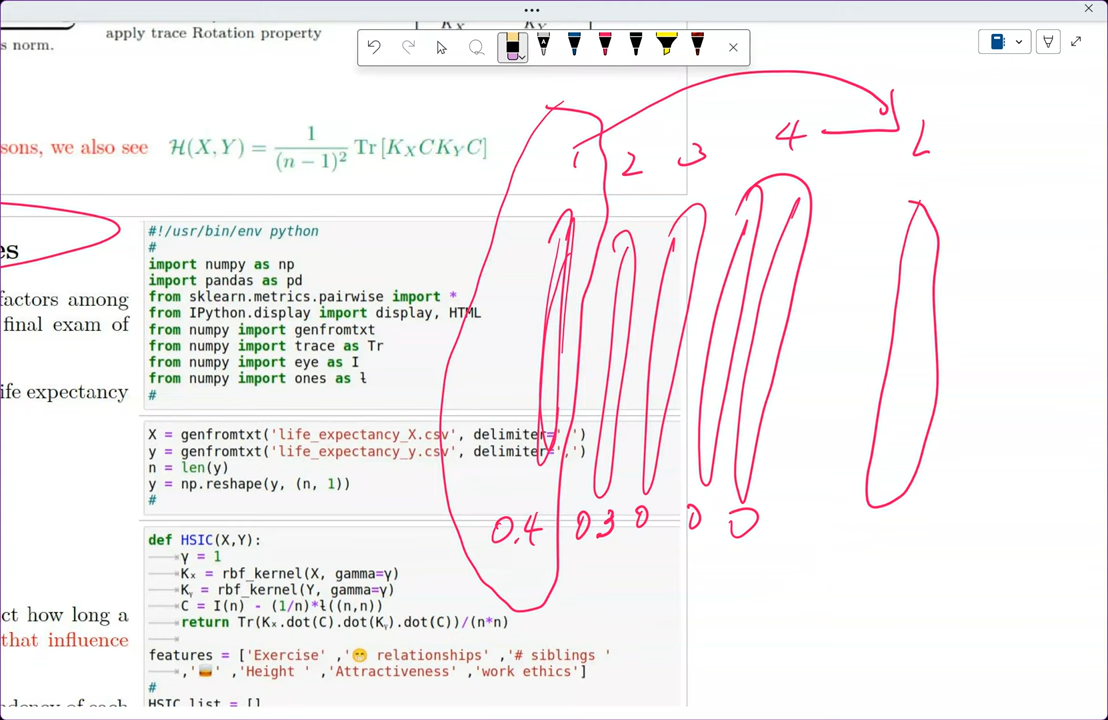 s norm.
apply trace Rotation property
sons, we also see H(X, Y) = 1/(n − 1)² Tr [K_X C K_Y C]
1 2 3 4 L
es
factors among
final exam of
ife expectancy
#!/usr/bin/env python
#
import numpy as np
import pandas as pd
from sklearn.metrics.pairwise import *
from IPython.display import display, HTML
from numpy import genfromtxt
from numpy import trace as Tr
from numpy import eye as I
from numpy import ones as ł
#
X = genfromtxt('life_expectancy_X.csv', delimiter=',')
y = genfromtxt('life_expectancy_y.csv', delimiter=',')
n = len(y)
y = np.reshape(y, (n, 1))
#
0.4 0.3 0 0 0
def HSIC(X,Y):
γ = 1
Kₓ = rbf_kernel(X, gamma=γ)
Kᵧ = rbf_kernel(Y, gamma=γ)
C = I(n) - (1/n)*ł((n,n))
return Tr(Kₓ.dot(C).dot(Kᵧ).dot(C))/(n*n)
ct how long a
that influence
features = ['Exercise' ,'😁 relationships' ,'# siblings '
,'🥃' ,'Height ' ,'Attractiveness' ,'work ethics']
#
HSIC_list = []
ndency of each